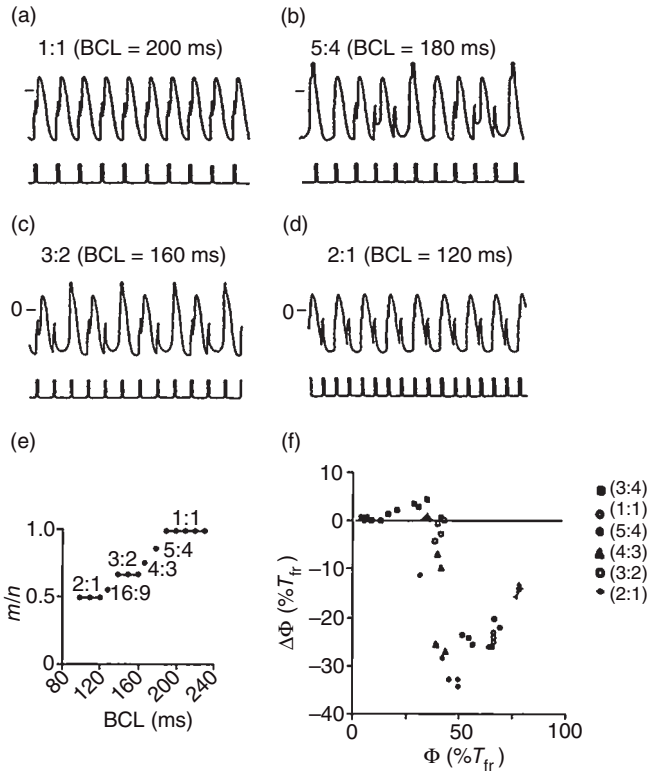 (a)
1:1 (BCL = 200 ms)
(b)
5:4 (BCL = 180 ms)
(c)
3:2 (BCL = 160 ms)
0
(d)
2:1 (BCL = 120 ms)
0
(e)
m/n
1.0
0.5
0
1:1
5:4
3:2
4:3
2:1
16:9
80
120
160
200
240
BCL (ms)
(f)
ΔΦ (%Tfr)
10
0
−10
−20
−30
−40
0
50
100
Φ (%Tfr)
(3:4)
(1:1)
(5:4)
(4:3)
(3:2)
(2:1)